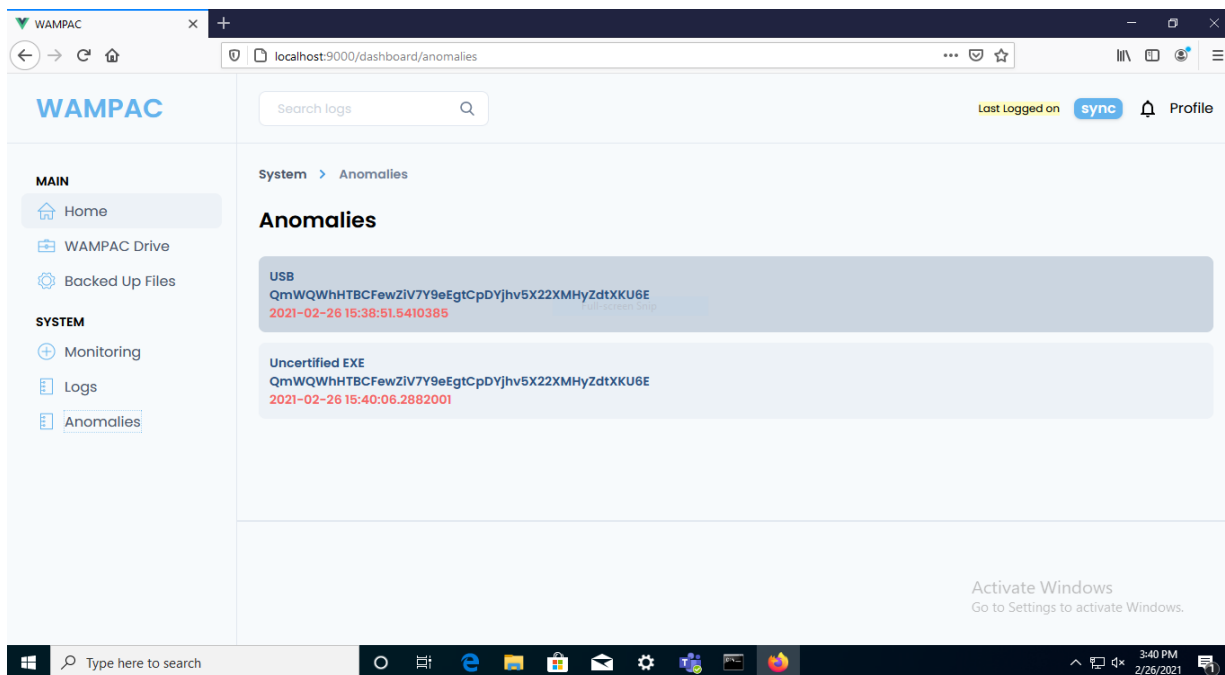 WAMPAC
localhost:9000/dashboard/anomalies
WAMPAC
Search logs
Last Logged on
sync
Profile
MAIN
Home
WAMPAC Drive
Backed Up Files
SYSTEM
Monitoring
Logs
Anomalies
System > Anomalies
Anomalies
USB
QmWQWhHTBCFewZiV7Y9eEgtCpDYjhv5X22XMHyZdtXKU6E
2021-02-26 15:38:51.5410385
Full-screen Snip
Uncertified EXE
QmWQWhHTBCFewZiV7Y9eEgtCpDYjhv5X22XMHyZdtXKU6E
2021-02-26 15:40:06.2882001
Activate Windows
Go to Settings to activate Windows.
Type here to search
3:40 PM
2/26/2021